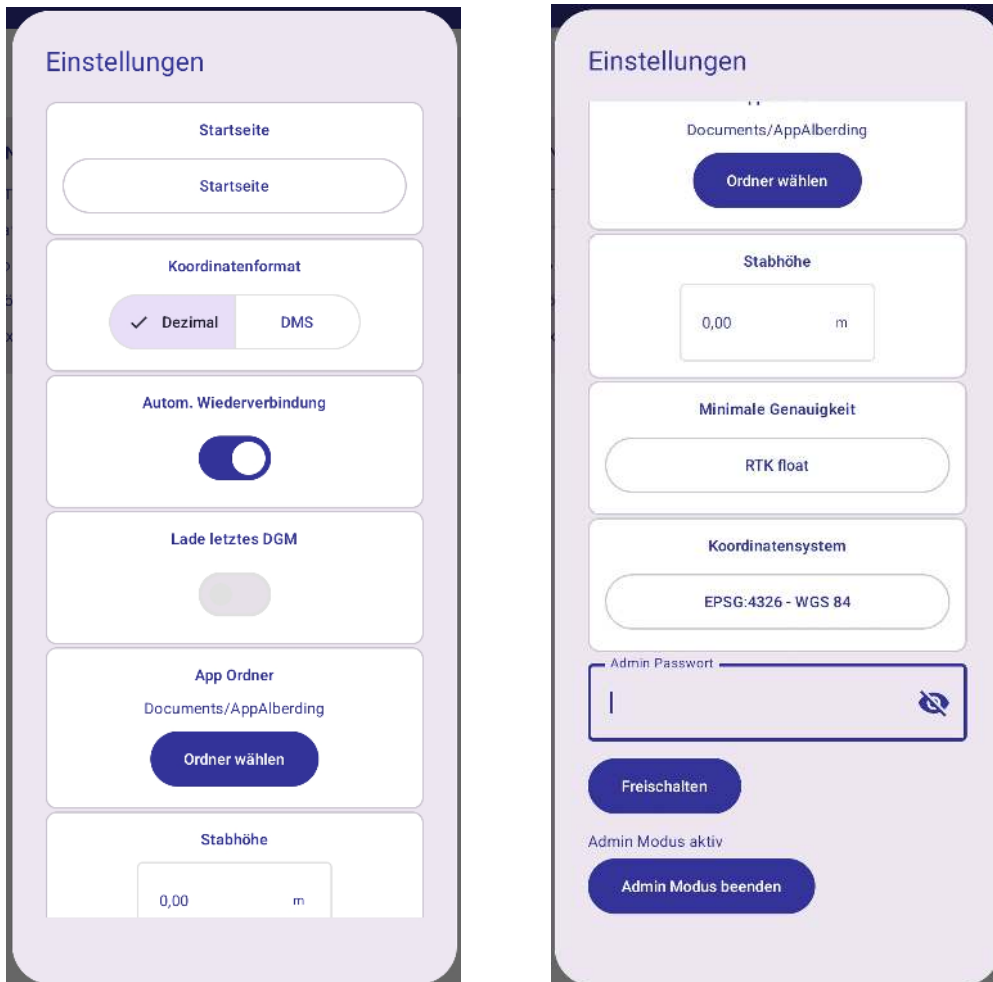 Einstellungen
Startseite
Startseite
Koordinatenformat
Dezimal DMS
Autom. Wiederverbindung
Lade letztes DGM
App Ordner
Documents/AppAlberding
Ordner wählen
Stabhöhe
0,00 m
Einstellungen
Documents/AppAlberding
Ordner wählen
Stabhöhe
0,00 m
Minimale Genauigkeit
RTK float
Koordinatensystem
EPSG:4326 - WGS 84
Admin Passwort
Freischalten
Admin Modus aktiv
Admin Modus beenden